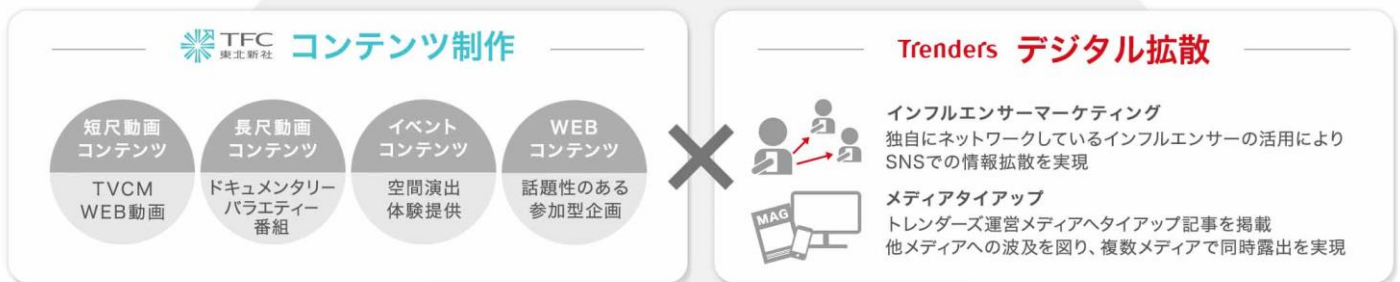 TFC
東北新社
コンテンツ制作
短尺動画
コンテンツ
TVCM
WEB動画
長尺動画
コンテンツ
ドキュメンタリー
バラエティー
番組
イベント
コンテンツ
空間演出
体験提供
WEB
コンテンツ
話題性のある
参加型企画
Trenders デジタル拡散
インフルエンサーマーケティング
独自にネットワークしているインフルエンサーの活用により
SNSでの情報拡散を実現
MAG
メディアタイアップ
トレンダーズ運営メディアへタイアップ記事を掲載
他メディアへの波及を図り、複数メディアで同時露出を実現